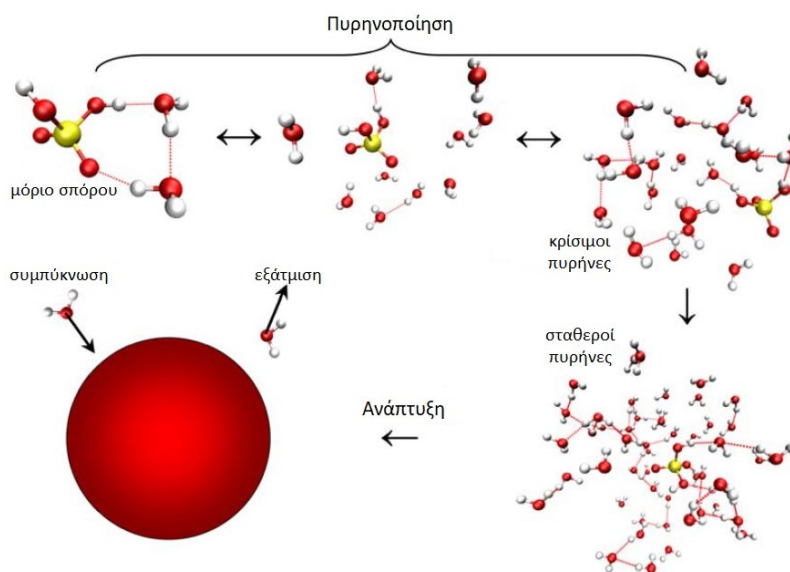 Πυρηνοποίηση
μόριο σπόρου
κρίσιμοι
πυρήνες
συμπύκνωση
εξάτμιση
σταθεροί
πυρήνες
Ανάπτυξη